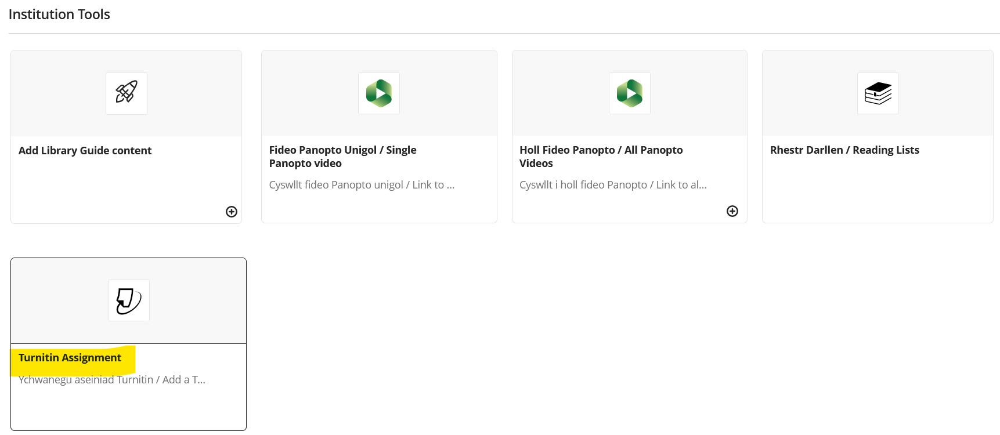 Institution Tools
Add Library Guide content
Fideo Panopto Unigol / Single
Panopto video
Cyswllt fideo Panopto unigol / Link to ...
Holl Fideo Panopto / All Panopto
Videos
Cyswllt i holl fideo Panopto / Link to al...
Rhestr Darllen / Reading Lists
Turnitin Assignment
Ychwanegu aseiniad Turnitin / Add a T...